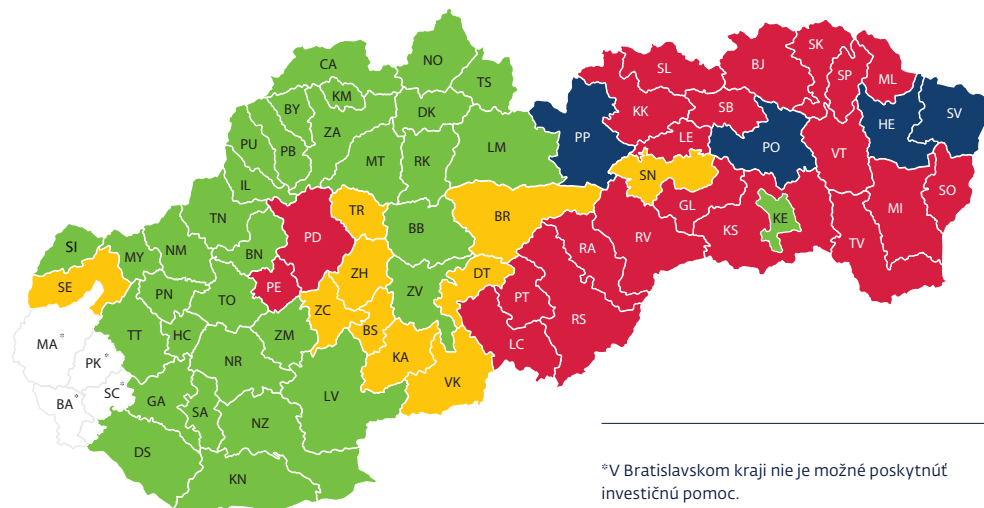 CA
NO
TS
KM
BY
DK
ZA
PU
PB
MT
RK
LM
IL
TN
TR
BB
BR
SI
MY
NM
BN
PD
ZH
DT
SE
PN
TO
PE
ZC
ZV
BS
MA*
PK*
TT
HC
ZM
NR
KA
VK
BA*
SC*
GA
SA
NZ
LV
DS
KN
PP
SL
KK
SB
LE
BJ
SK
SP
ML
HE
SV
PO
VT
SN
GL
KS
KE
SO
MI
TV
RA
RV
PT
RS
LC
*V Bratislavskom kraji nie je možné poskytnúť
investičnú pomoc.